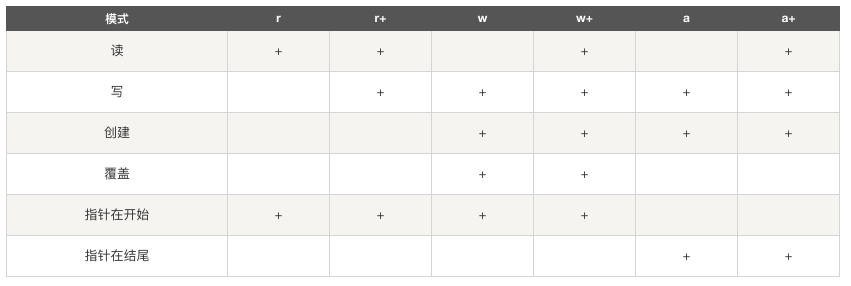 模式 r r+ w w+ a a+
读 + + + +
写 + + + + +
创建 + + + +
覆盖 + +
指针在开始 + + + +
指针在结尾 + +